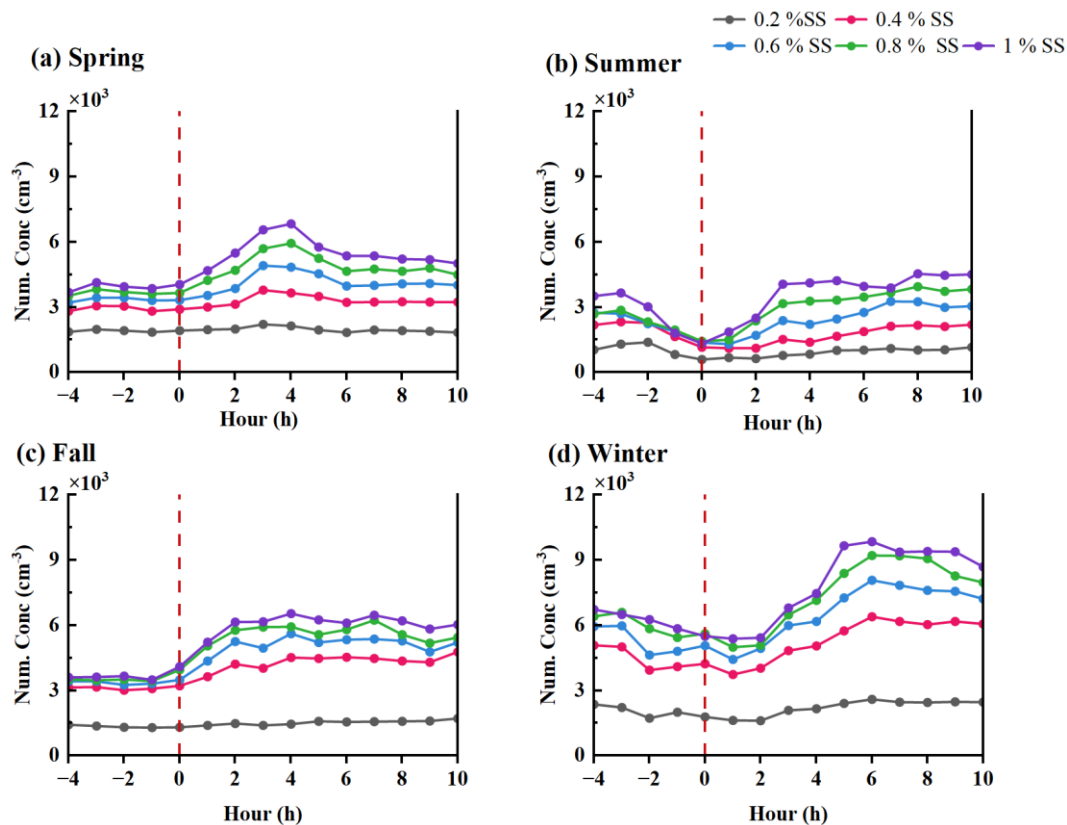 0.2 %SS 0.4 % SS
0.6 % SS 0.8 % SS 1 % SS
(a) Spring
×10³
12
9
6
3
0
Num. Conc (cm⁻³)
−4 −2 0 2 4 6 8 10
Hour (h)
(b) Summer
×10³
12
9
6
3
0
Num. Conc (cm⁻³)
−4 −2 0 2 4 6 8 10
Hour (h)
(c) Fall
×10³
12
9
6
3
0
Num. Conc (cm⁻³)
−4 −2 0 2 4 6 8 10
Hour (h)
(d) Winter
×10³
12
9
6
3
0
Num. Conc (cm⁻³)
−4 −2 0 2 4 6 8 10
Hour (h)